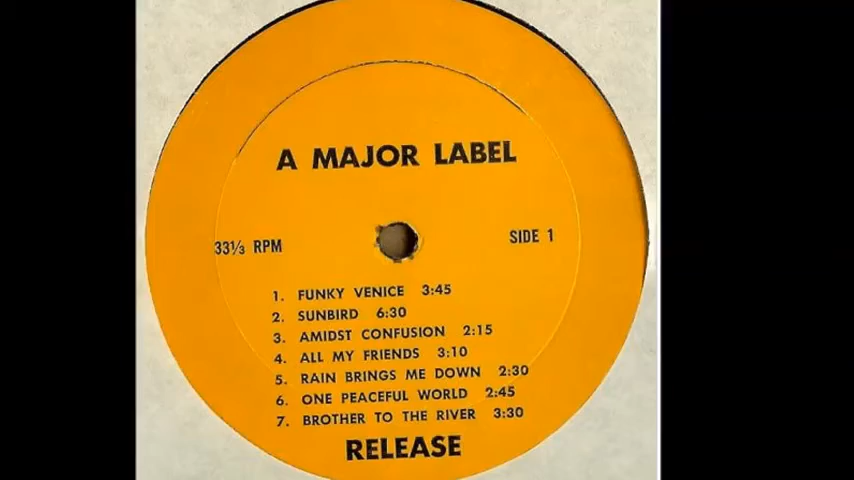 A MAJOR LABEL
33⅓ RPM
SIDE 1
1. FUNKY VENICE 3:45
2. SUNBIRD 6:30
3. AMIDST CONFUSION 2:15
4. ALL MY FRIENDS 3:10
5. RAIN BRINGS ME DOWN 2:30
6. ONE PEACEFUL WORLD 2:45
7. BROTHER TO THE RIVER 3:30
RELEASE